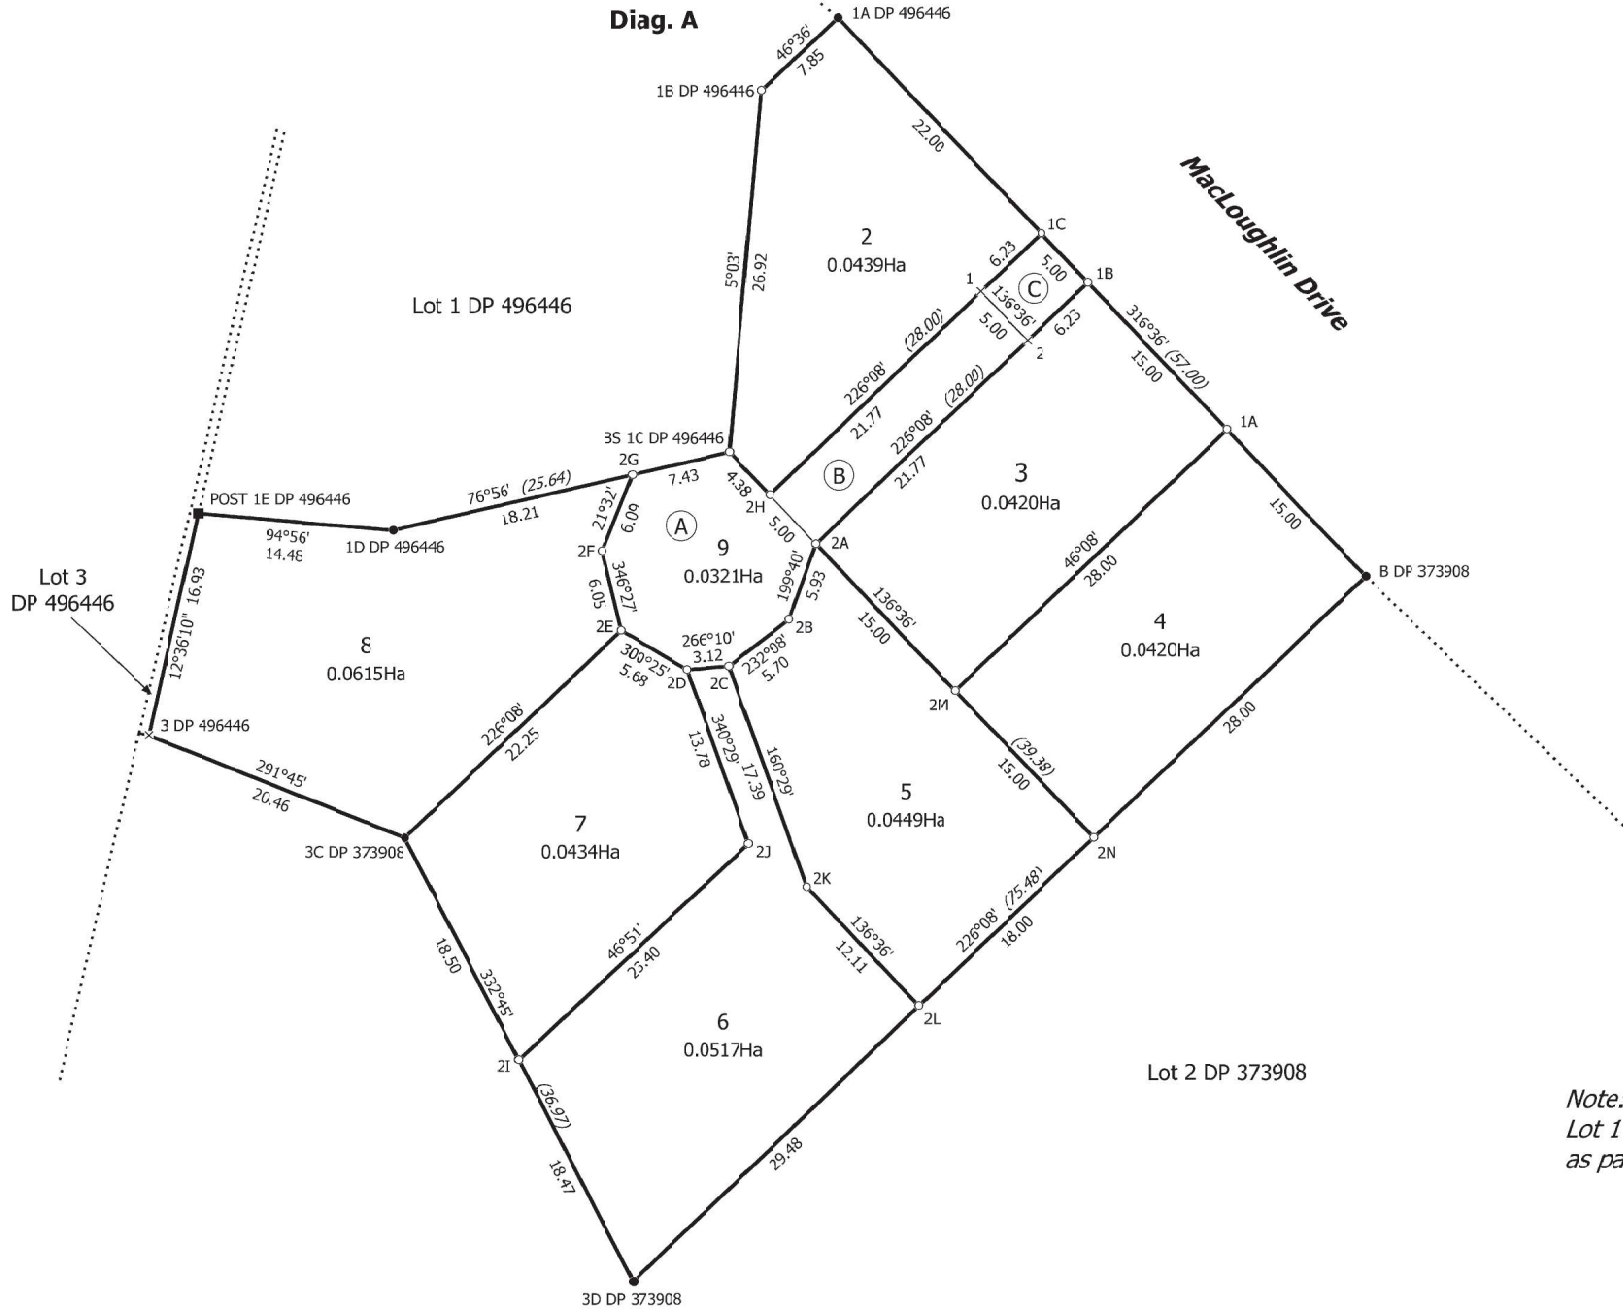 Diag. A
1A DP 496446
46°36'
7.85
1B DP 496446
22.00
MacLoughlin Drive
2
0.0439Ha
1C
5°03'
26.92
6.23
5.00
1B
C
1
136°36'
5.00
6.23
2
Lot 1 DP 496446
316°36' (57.00)
15.00
226°08' (28.00)
21.77
226°08' (28.00)
21.77
1A
BS 1C DP 496446
2G
7.43
4.38
2H
B
3
0.0420Ha
76°56' (25.64)
18.21
POST 1E DP 496446
94°56'
14.48
1D DP 496446
21°32'
6.09
A
5.00
2A
15.00
2F
9
0.0321Ha
199°40'
5.93
46°08'
28.00
B DP 373908
Lot 3
DP 496446
16.93
12°36'10"
346°27'
6.05
2E
2B
136°36'
15.00
4
0.0420Ha
8
0.0615Ha
300°25'
5.68
266°10'
3.12
232°08'
5.70
2D
2C
2M
3 DP 496446
226°08'
22.25
340°29'
13.78
160°29'
17.39
(39.38)
15.00
28.00
291°45'
20.46
5
0.0449Ha
7
0.0434Ha
3C DP 373908
2J
2N
2K
226°08' (75.48)
18.00
18.50
332°45'
46°51'
25.40
136°36'
12.11
6
0.0517Ha
2L
2I
(36.97)
18.47
29.48
Lot 2 DP 373908
Note:
Lot 1
as pa
3D DP 373908